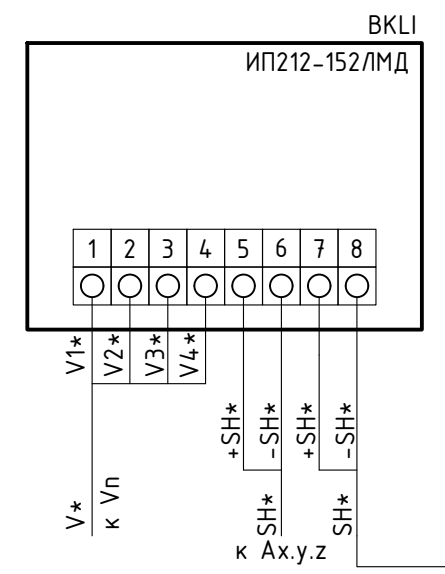 BKLI
ИП212-152/ЛМД
1 2 3 4 5 6 7 8
V1*
V2*
V3*
V4*
+SH*
-SH*
+SH*
-SH*
V*
к Vn
SH*
SH*
к Ax.y.z